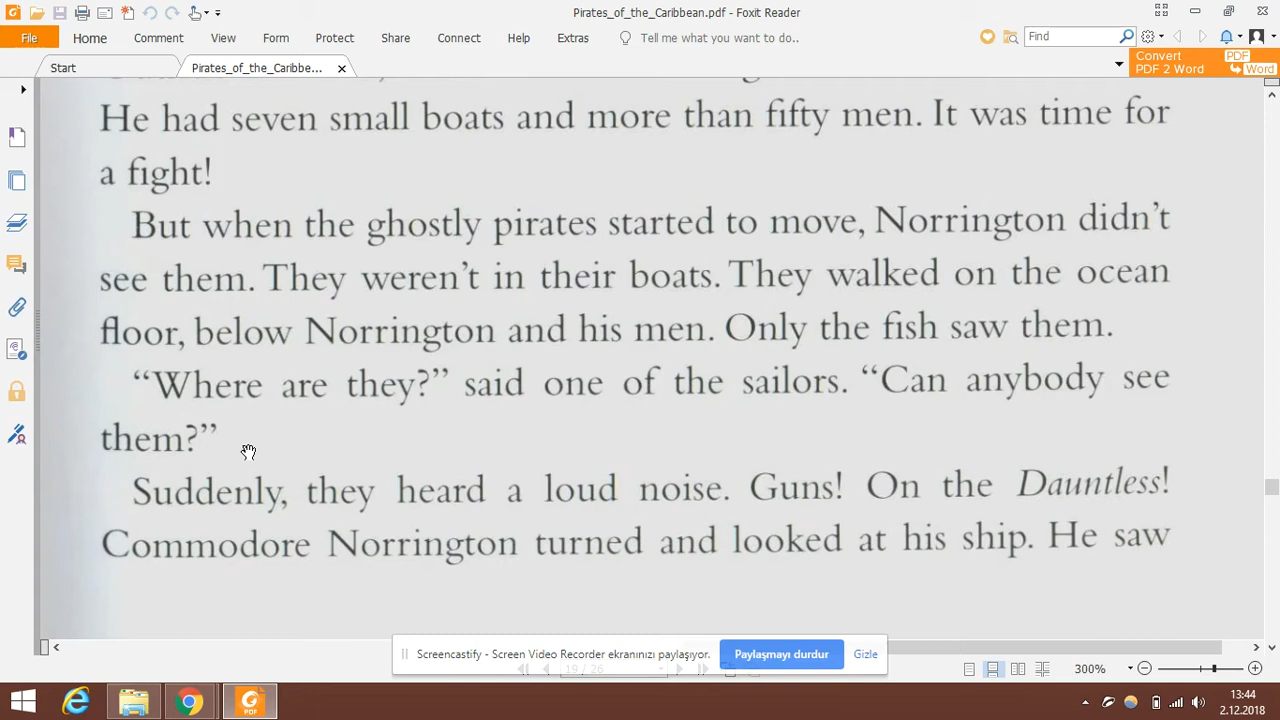 Pirates_of_the_Caribbean.pdf - Foxit Reader
File Home Comment View Form Protect Share Connect Help Extras Tell me what you want to do.. Find
Start Pirates_of_the_Caribbe... Convert PDF
PDF 2 Word Word
He had seven small boats and more than fifty men. It was time for
a fight!
But when the ghostly pirates started to move, Norrington didn't
see them. They weren't in their boats. They walked on the ocean
floor, below Norrington and his men. Only the fish saw them.
“Where are they?” said one of the sailors. “Can anybody see
them?”
Suddenly, they heard a loud noise. Guns! On the Dauntless!
Commodore Norrington turned and looked at his ship. He saw
Screencastify - Screen Video Recorder ekranınızı paylaşıyor. Paylaşmayı durdur Gizle
19 / 26 300%
PDF
13:44
2.12.2018